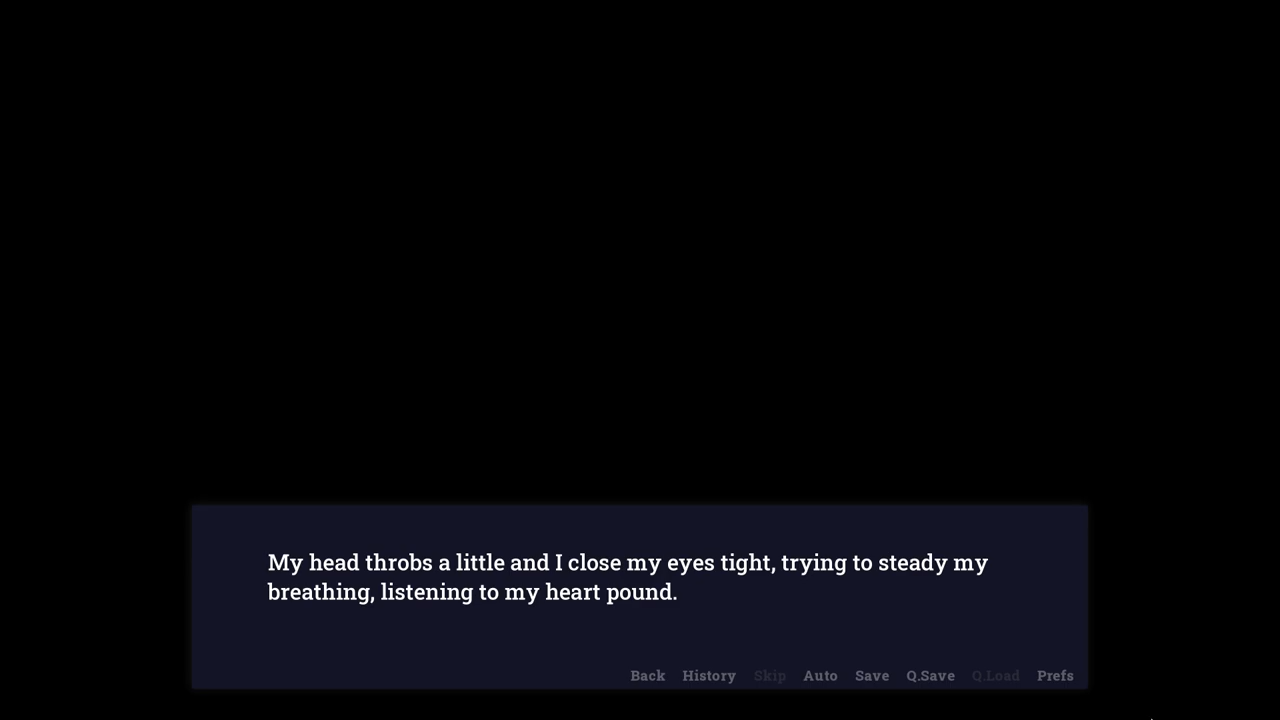 My head throbs a little and I close my eyes tight, trying to steady my
breathing, listening to my heart pound.
Back History Skip Auto Save Q.Save Q.Load Prefs